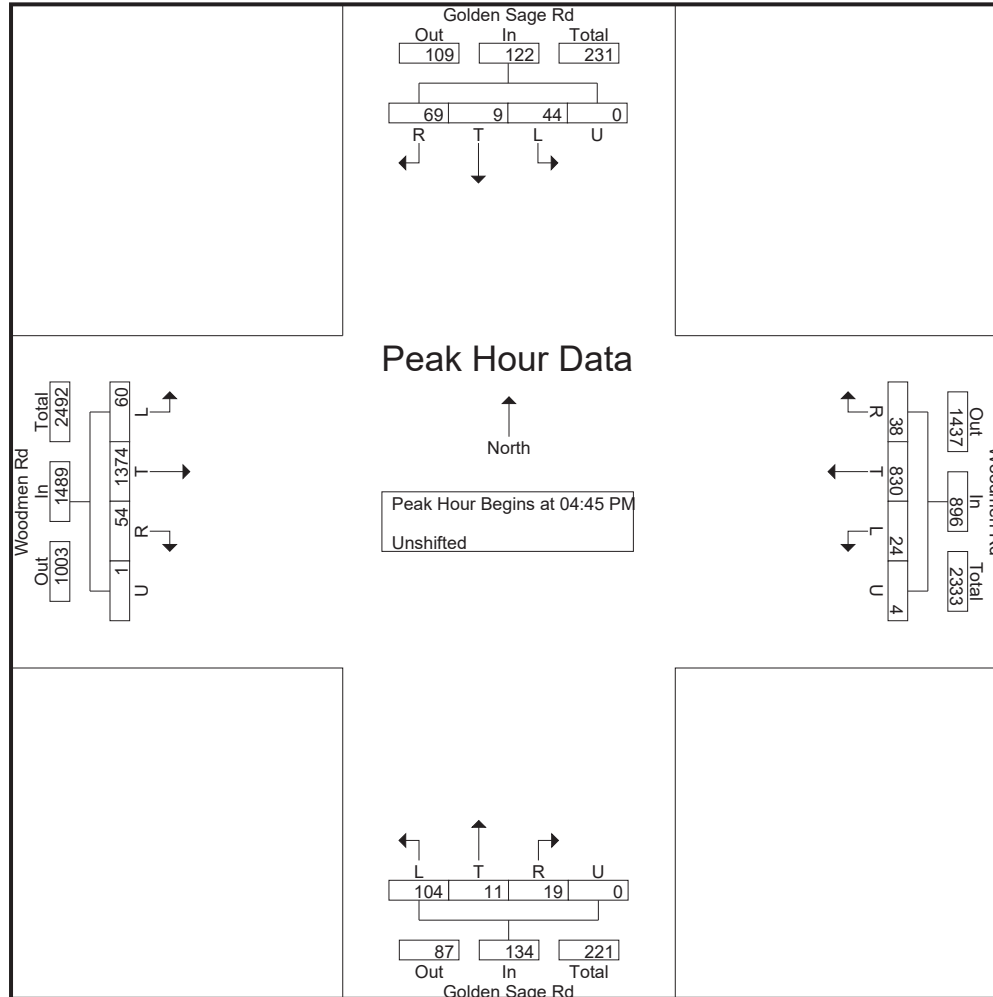 Golden Sage Rd
Out In Total
109 122 231
69 9 44 0
R T L U
Peak Hour Data
North
Peak Hour Begins at 04:45 PM
Unshifted
Woodmen Rd
Out In Total
1003 1489 2492
60 1374 54 1
L T R U
Woodmen Rd
Out In Total
1437 896 2333
38 830 24 4
R T L U
L T R U
104 11 19 0
87 134 221
Out In Total
Golden Sage Rd